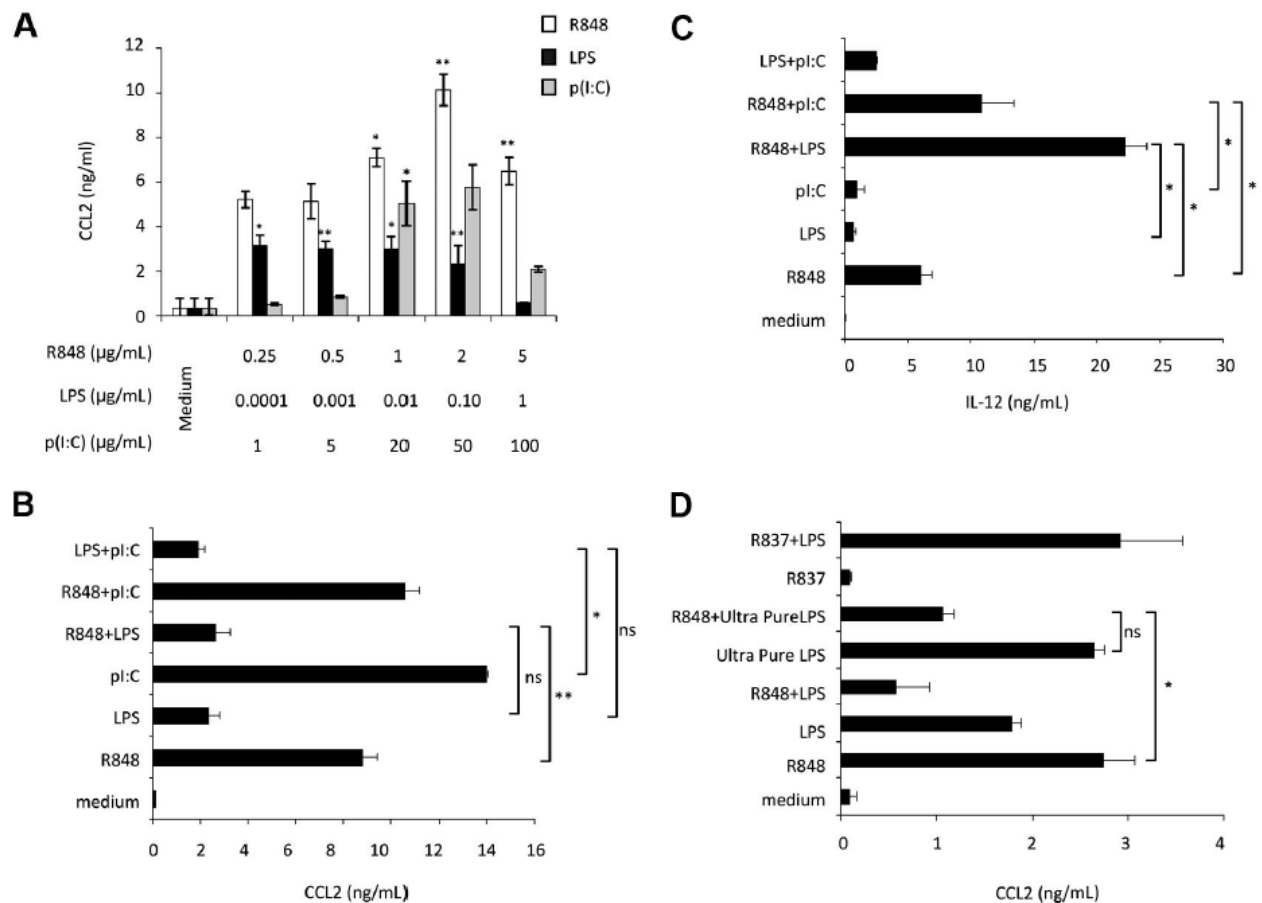 A
R848
LPS
p(I:C)
CCL2 (ng/ml)
12
10
8
6
4
2
0
**
* * **
* ** * **
R848 (µg/mL) 0.25 0.5 1 2 5
LPS (µg/mL) 0.0001 0.001 0.01 0.10 1
p(I:C) (µg/mL) 1 5 20 50 100
Medium
B
LPS+pI:C
R848+pI:C
R848+LPS
pI:C
LPS
R848
medium
0 2 4 6 8 10 12 14 16
CCL2 (ng/mL)
ns
**
*
ns
C
LPS+pI:C
R848+pI:C
R848+LPS
pI:C
LPS
R848
medium
0 5 10 15 20 25 30
IL-12 (ng/mL)
*
*
*
*
D
R837+LPS
R837
R848+Ultra PureLPS
Ultra Pure LPS
R848+LPS
LPS
R848
medium
0 1 2 3 4
CCL2 (ng/mL)
ns
*